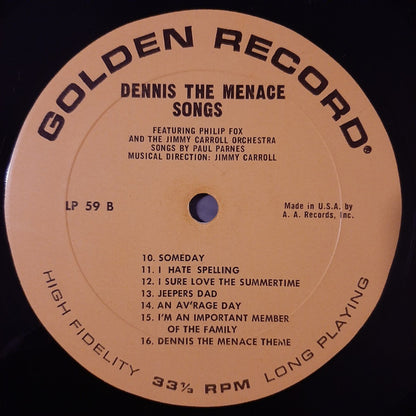 GOLDEN RECORD®
DENNIS THE MENACE
SONGS
FEATURING PHILIP FOX
AND THE JIMMY CARROLL ORCHESTRA
SONGS BY PAUL PARNES
MUSICAL DIRECTION: JIMMY CARROLL
LP 59 B
Made in U.S.A. by
A. A. Records, Inc.
10. SOMEDAY
11. I HATE SPELLING
12. I SURE LOVE THE SUMMERTIME
13. JEEPERS DAD
14. AN AV'RAGE DAY
15. I'M AN IMPORTANT MEMBER
OF THE FAMILY
16. DENNIS THE MENACE THEME
HIGH FIDELITY 33⅓ RPM LONG PLAYING